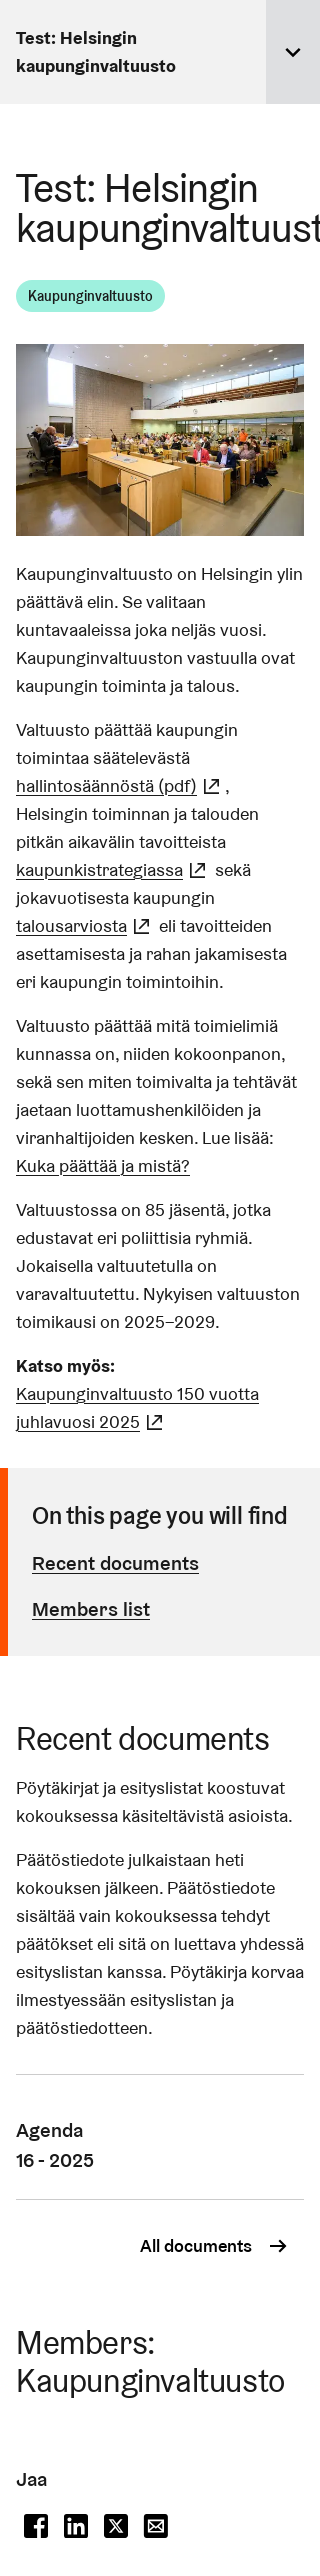 Test: Helsingin
kaupunginvaltuusto
Test: Helsingin
kaupunginvaltuust
Kaupunginvaltuusto
Kaupunginvaltuusto on Helsingin ylin
päättävä elin. Se valitaan
kuntavaaleissa joka neljäs vuosi.
Kaupunginvaltuuston vastuulla ovat
kaupungin toiminta ja talous.
Valtuusto päättää kaupungin
toimintaa säätelevästä
hallintosäännöstä (pdf) ,
Helsingin toiminnan ja talouden
pitkän aikavälin tavoitteista
kaupunkistrategiassa sekä
jokavuotisesta kaupungin
talousarviosta eli tavoitteiden
asettamisesta ja rahan jakamisesta
eri kaupungin toimintoihin.
Valtuusto päättää mitä toimielimiä
kunnassa on, niiden kokoonpanon,
sekä sen miten toimivalta ja tehtävät
jaetaan luottamushenkilöiden ja
viranhaltijoiden kesken. Lue lisää:
Kuka päättää ja mistä?
Valtuustossa on 85 jäsentä, jotka
edustavat eri poliittisia ryhmiä.
Jokaisella valtuutetulla on
varavaltuutettu. Nykyisen valtuuston
toimikausi on 2025–2029.
Katso myös:
Kaupunginvaltuusto 150 vuotta
juhlavuosi 2025
On this page you will find
Recent documents
Members list
Recent documents
Pöytäkirjat ja esityslistat koostuvat
kokouksessa käsiteltävistä asioista.
Päätöstiedote julkaistaan heti
kokouksen jälkeen. Päätöstiedote
sisältää vain kokouksessa tehdyt
päätökset eli sitä on luettava yhdessä
esityslistan kanssa. Pöytäkirja korvaa
ilmestyessään esityslistan ja
päätöstiedotteen.
Agenda
16 - 2025
All documents
Members:
Kaupunginvaltuusto
Jaa